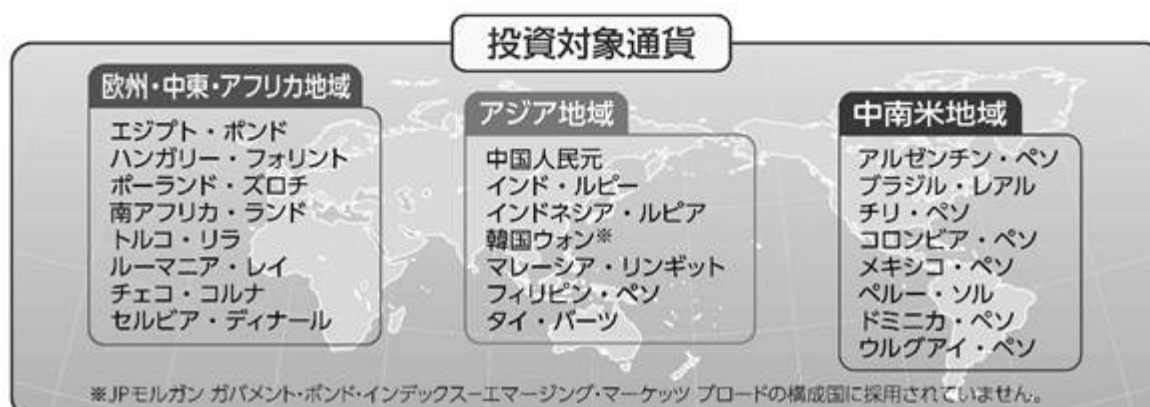 投資対象通貨
欧州・中東・アフリカ地域
エジプト・ポンド
ハンガリー・フォリント
ポーランド・ズロチ
南アフリカ・ランド
トルコ・リラ
ルーマニア・レイ
チェコ・コルナ
セルビア・ディナール
アジア地域
中国人民元
インド・ルピー
インドネシア・ルピア
韓国ウォン※
マレーシア・リンギット
フィリピン・ペソ
タイ・バーツ
中南米地域
アルゼンチン・ペソ
ブラジル・レアル
チリ・ペソ
コロンビア・ペソ
メキシコ・ペソ
ペルー・ソル
ドミニカ・ペソ
ウルグアイ・ペソ
※JPモルガン ガバメント・ボンド・インデックス−エマージング・マーケッツ ブロードの構成国に採用されていません。